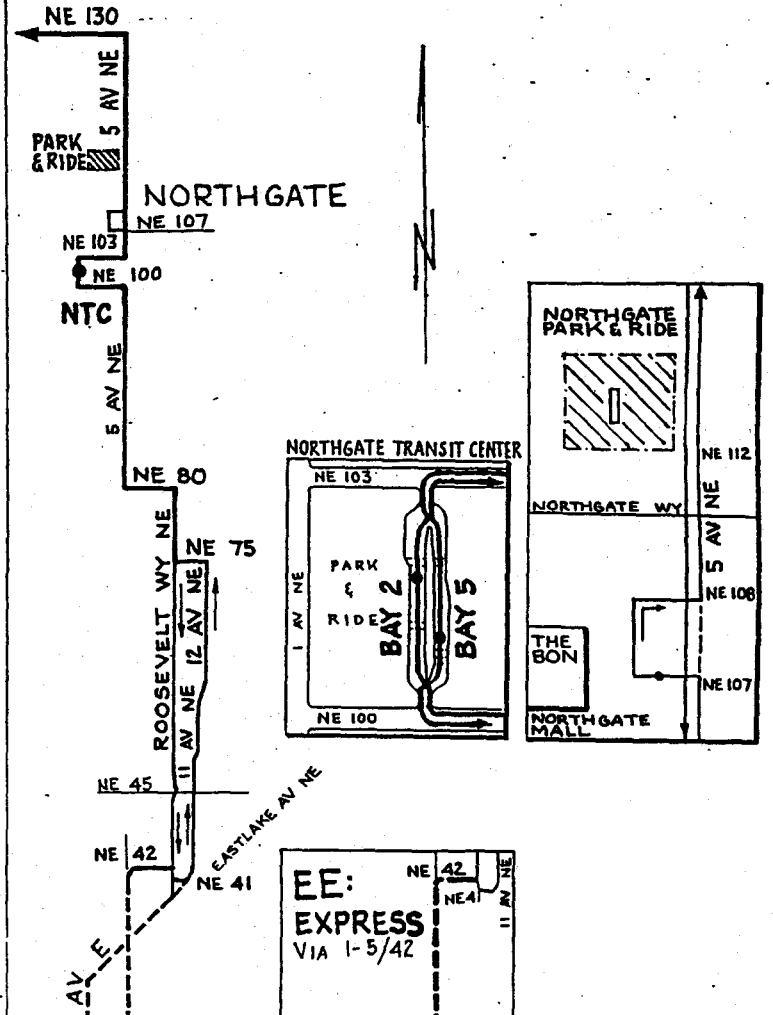 NE 130
5 AV NE
PARK
& RIDE
NORTHGATE
NE 107
NE 103
NE 100
NTC
5 AV NE
NE 80
ROOSEVELT WY NE
NE 75
12 AV NE
11 AV NE
NE 45
EASTLAKE AV NE
NE 42
NE 41
AV E
N
NORTHGATE TRANSIT CENTER
NE 103
1 AV NE
PARK
&
RIDE
BAY 2
BAY 5
NE 100
NORTHGATE
PARK & RIDE
NE 112
NORTHGATE WY
5 AV NE
NE 108
THE
BON
NE 107
NORTHGATE
MALL
EE:
EXPRESS
VIA I-5/42
NE 42
NE41
11 AV NE